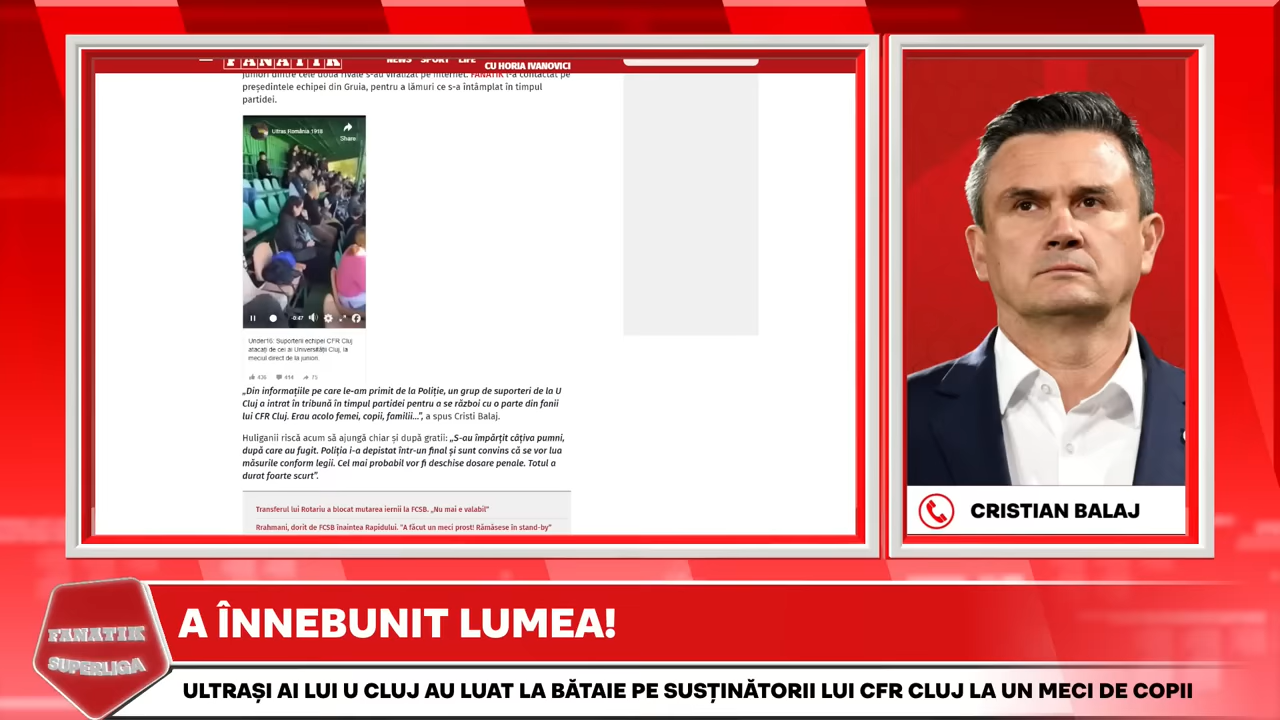 FANATIK
NEWS SPORT LIFE CU HORIA IVANOVICI
juniori dintre cele două rivale s-au viralizat pe internet. FANATIK l-a contactat pe
președintele echipei din Gruia, pentru a lămuri ce s-a întâmplat în timpul
partidei.
Ultras România 1918
Share
-0:47
Under16: Suporterii echipei CFR Cluj
atacați de cei ai Universității Cluj, la
meciul direct de la juniori
436 414 75
„Din informațiile pe care le-am primit de la Poliție, un grup de suporteri de la U
Cluj a intrat în tribună în timpul partidei pentru a se război cu o parte din fanii
lui CFR Cluj. Erau acolo femei, copii, familii...”, a spus Cristi Balaj.
Huliganii riscă acum să ajungă chiar și după gratii: „S-au împărțit câțiva pumni,
după care au fugit. Poliția i-a depistat într-un final și sunt convins că se vor lua
măsurile conform legii. Cel mai probabil vor fi deschise dosare penale. Totul a
durat foarte scurt”.
Transferul lui Rotariu a blocat mutarea iernii la FCSB. „Nu mai e valabil”
Rrahmani, dorit de FCSB înaintea Rapidului. “A făcut un meci prost! Rămăsese în stand-by”
CRISTIAN BALAJ
A ÎNNEBUNIT LUMEA!
FANATIK
SUPERLIGA
ULTRAȘI AI LUI U CLUJ AU LUAT LA BĂTAIE PE SUSȚINĂTORII LUI CFR CLUJ LA UN MECI DE COPII